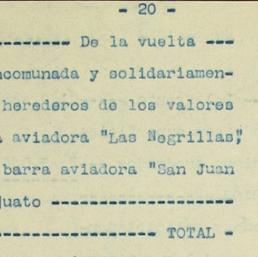 - 20 -
-------- De la vuelta ---
ncomunada y solidariamen-
herederos de los valores
aviadora "Las Negrillas",
barra aviadora "San Juan
juato ------------------
---------------- TOTAL -